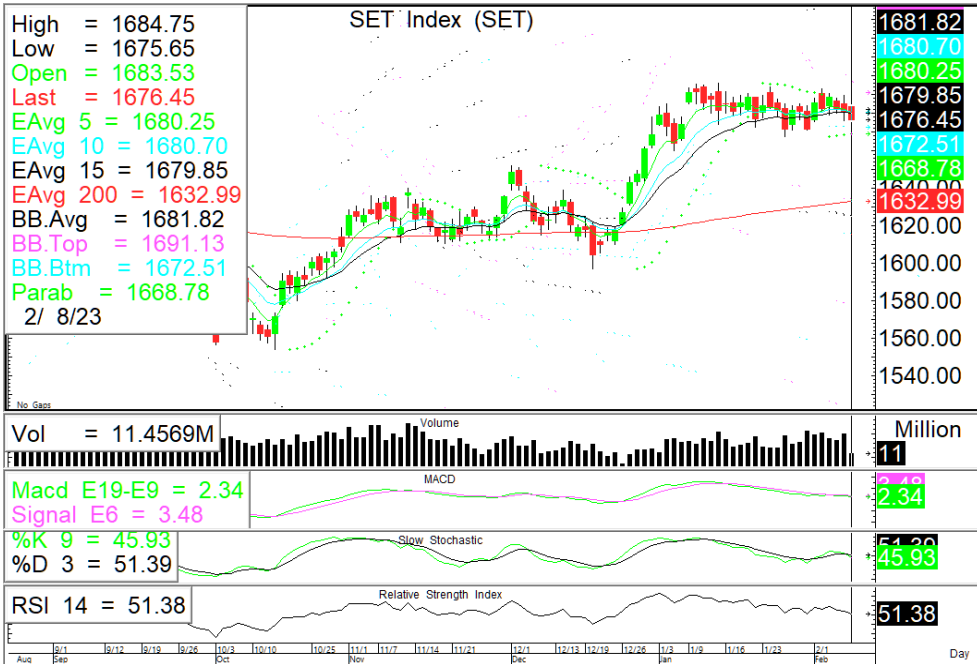 SET Index (SET)
High = 1684.75
Low = 1675.65
Open = 1683.53
Last = 1676.45
EAvg 5 = 1680.25
EAvg 10 = 1680.70
EAvg 15 = 1679.85
EAvg 200 = 1632.99
BB.Avg = 1681.82
BB.Top = 1691.13
BB.Btm = 1672.51
Parab = 1668.78
2/ 8/23
No Gaps
1681.82
1680.70
1680.25
1679.85
1676.45
1672.51
1668.78
1640.00
1632.99
1620.00
1600.00
1580.00
1560.00
1540.00
Volume
Vol = 11.4569M
Million
11
MACD
Macd E19-E9 = 2.34
Signal E6 = 3.48
3.48
2.34
Slow Stochastic
%K 9 = 45.93
%D 3 = 51.39
51.39
45.93
Relative Strength Index
RSI 14 = 51.38
51.38
9/1 9/12 9/19 9/26 10/3 10/10 10/25 11/1 11/7 11/14 11/21 12/1 12/13 12/19 12/26 1/3 1/9 1/16 1/23 2/1
Aug Sep Oct Nov Dec Jan Feb Day